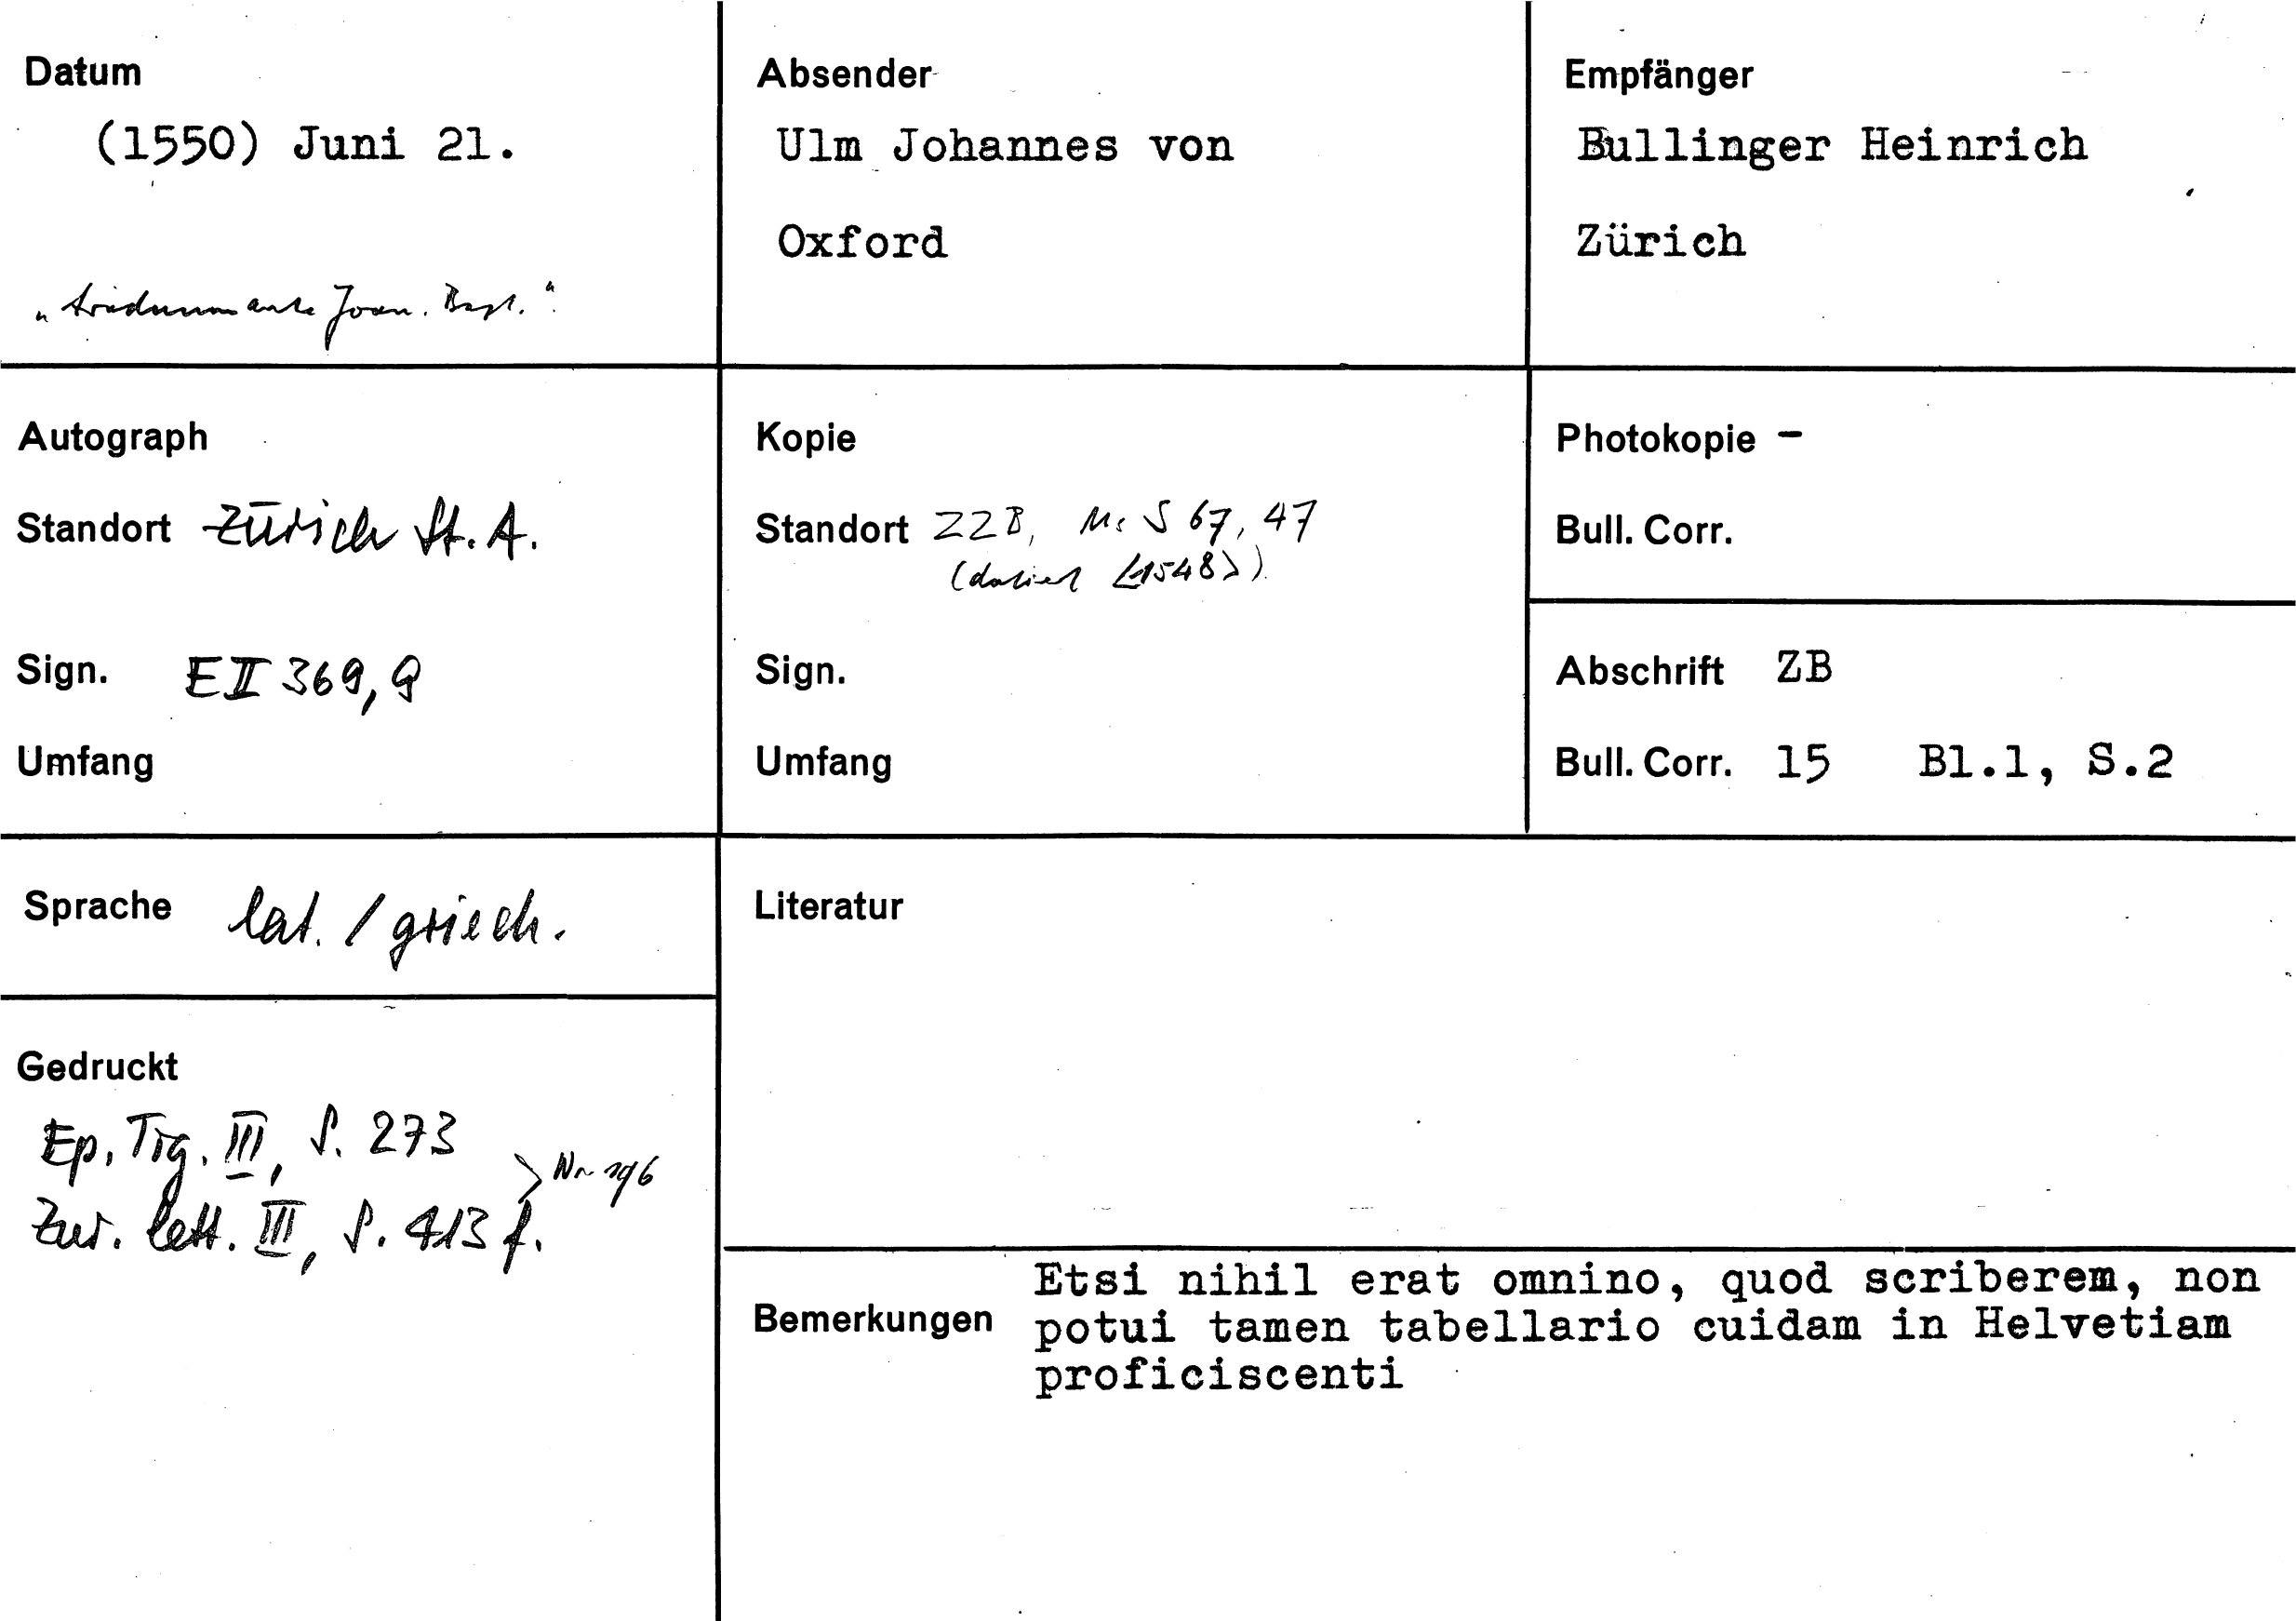 Datum
(1550) Juni 21.
„triduum ante Joan. Bapt.“
Absender
Ulm Johannes von
Oxford
Empfänger
Bullinger Heinrich
Zürich
Autograph
Standort Zürich St. A.
Sign. E II 369, 9
Umfang
Kopie
Standort ZZB, Ms S 67, 47
(datiert <1548>)
Sign.
Umfang
Photokopie -
Bull. Corr.
Abschrift ZB
Bull. Corr. 15 Bl.1, S.2
Sprache lat. / griech.
Literatur
Gedruckt
Ep. Tig. III, S. 273
Zur. lett. III, S. 413 f.
> Nr 196
Bemerkungen
Etsi nihil erat omnino, quod scriberem, non
potui tamen tabellario cuidam in Helvetiam
proficiscenti